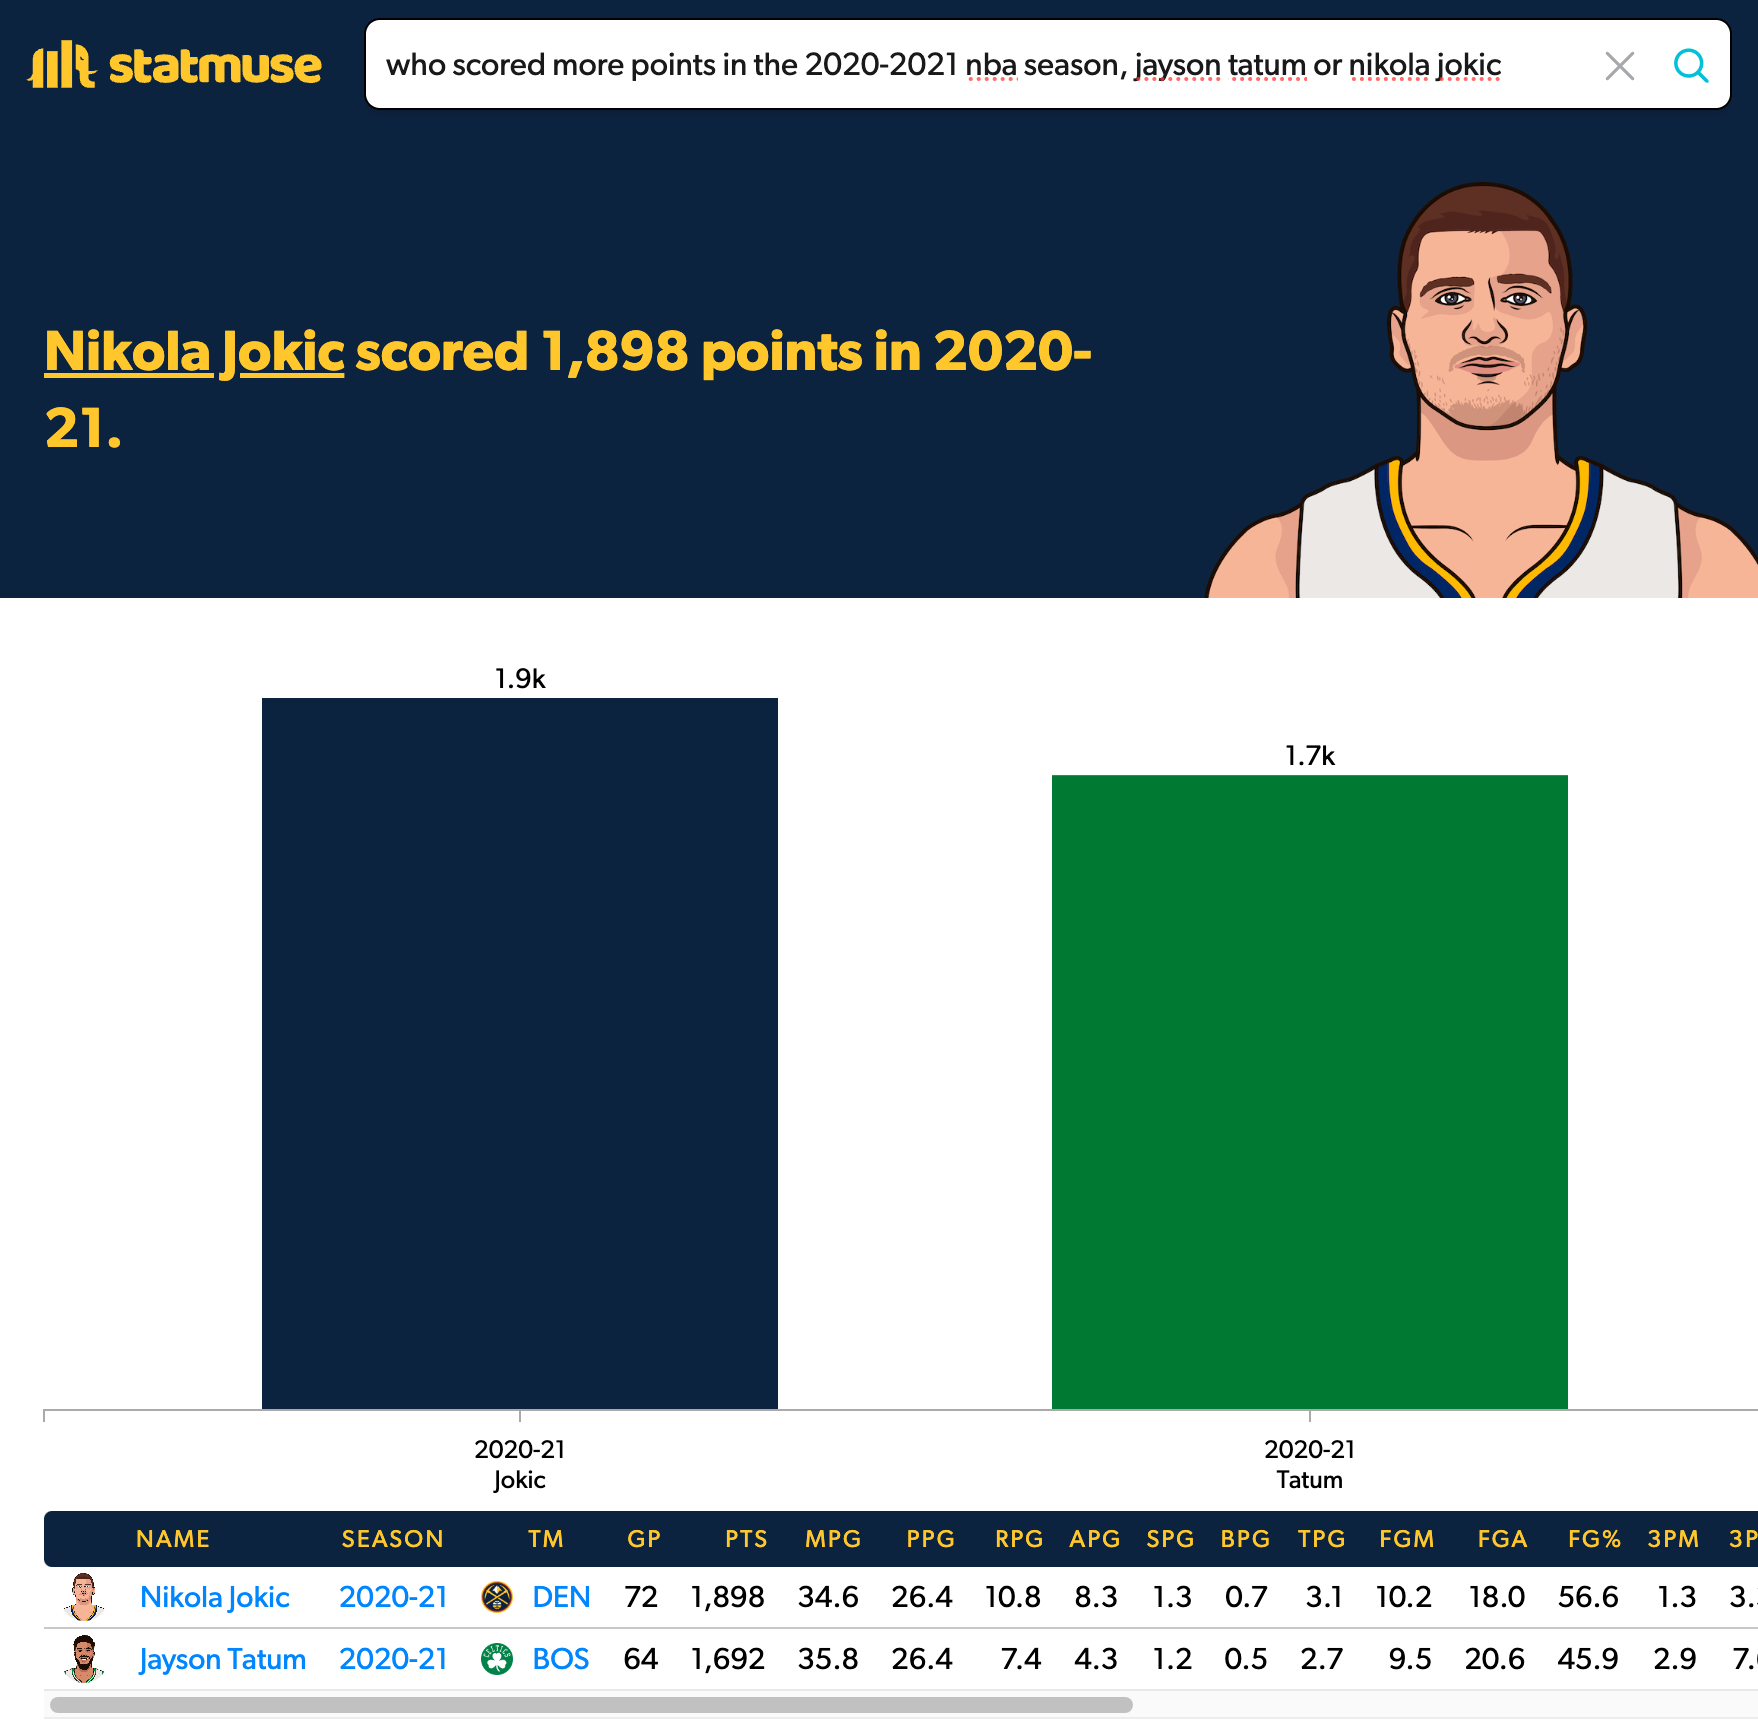 statmuse
who scored more points in the 2020-2021 nba season, jayson tatum or nikola jokic
Nikola Jokic scored 1,898 points in 2020-
21.
1.9k
1.7k
2020-21
Jokic
2020-21
Tatum
NAME SEASON TM GP PTS MPG PPG RPG APG SPG BPG TPG FGM FGA FG% 3PM
Nikola Jokic 2020-21 DEN 72 1,898 34.6 26.4 10.8 8.3 1.3 0.7 3.1 10.2 18.0 56.6 1.3
Jayson Tatum 2020-21 BOS 64 1,692 35.8 26.4 7.4 4.3 1.2 0.5 2.7 9.5 20.6 45.9 2.9